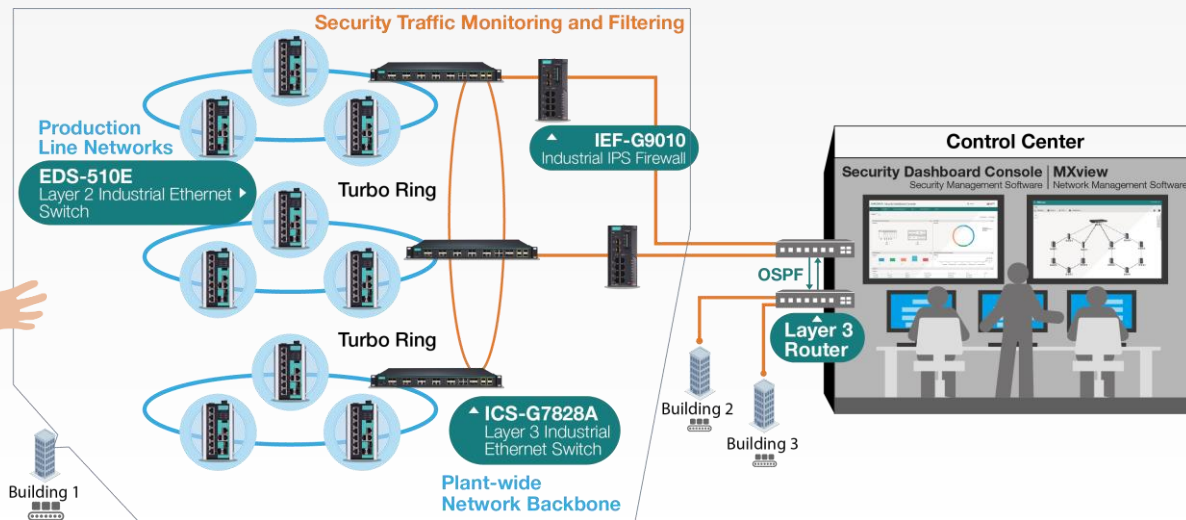 Security Traffic Monitoring and Filtering
Production
Line Networks
EDS-510E
Layer 2 Industrial Ethernet
Switch
IEF-G9010
Industrial IPS Firewall
Turbo Ring
Turbo Ring
ICS-G7828A
Layer 3 Industrial
Ethernet Switch
Plant-wide
Network Backbone
Building 1
OSPF
Layer 3
Router
Building 2
Building 3
Control Center
Security Dashboard Console
Security Management Software
MXview
Network Management Software